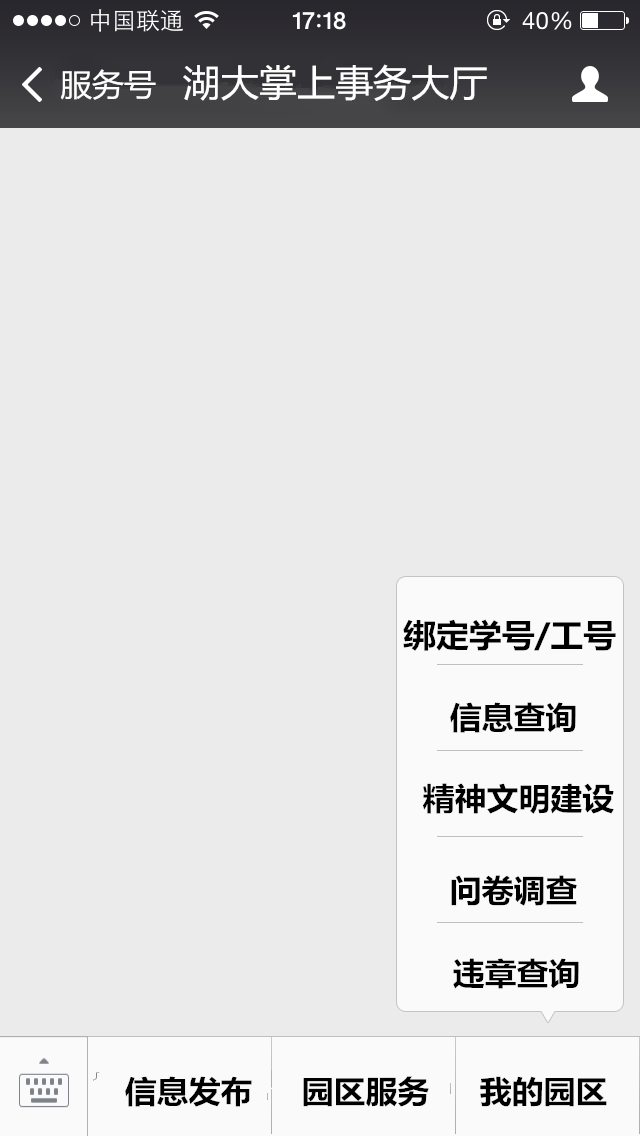 中国联通 17:18 40%
服务号 湖大掌上事务大厅
绑定学号/工号
信息查询
精神文明建设
问卷调查
违章查询
信息发布 园区服务 我的园区